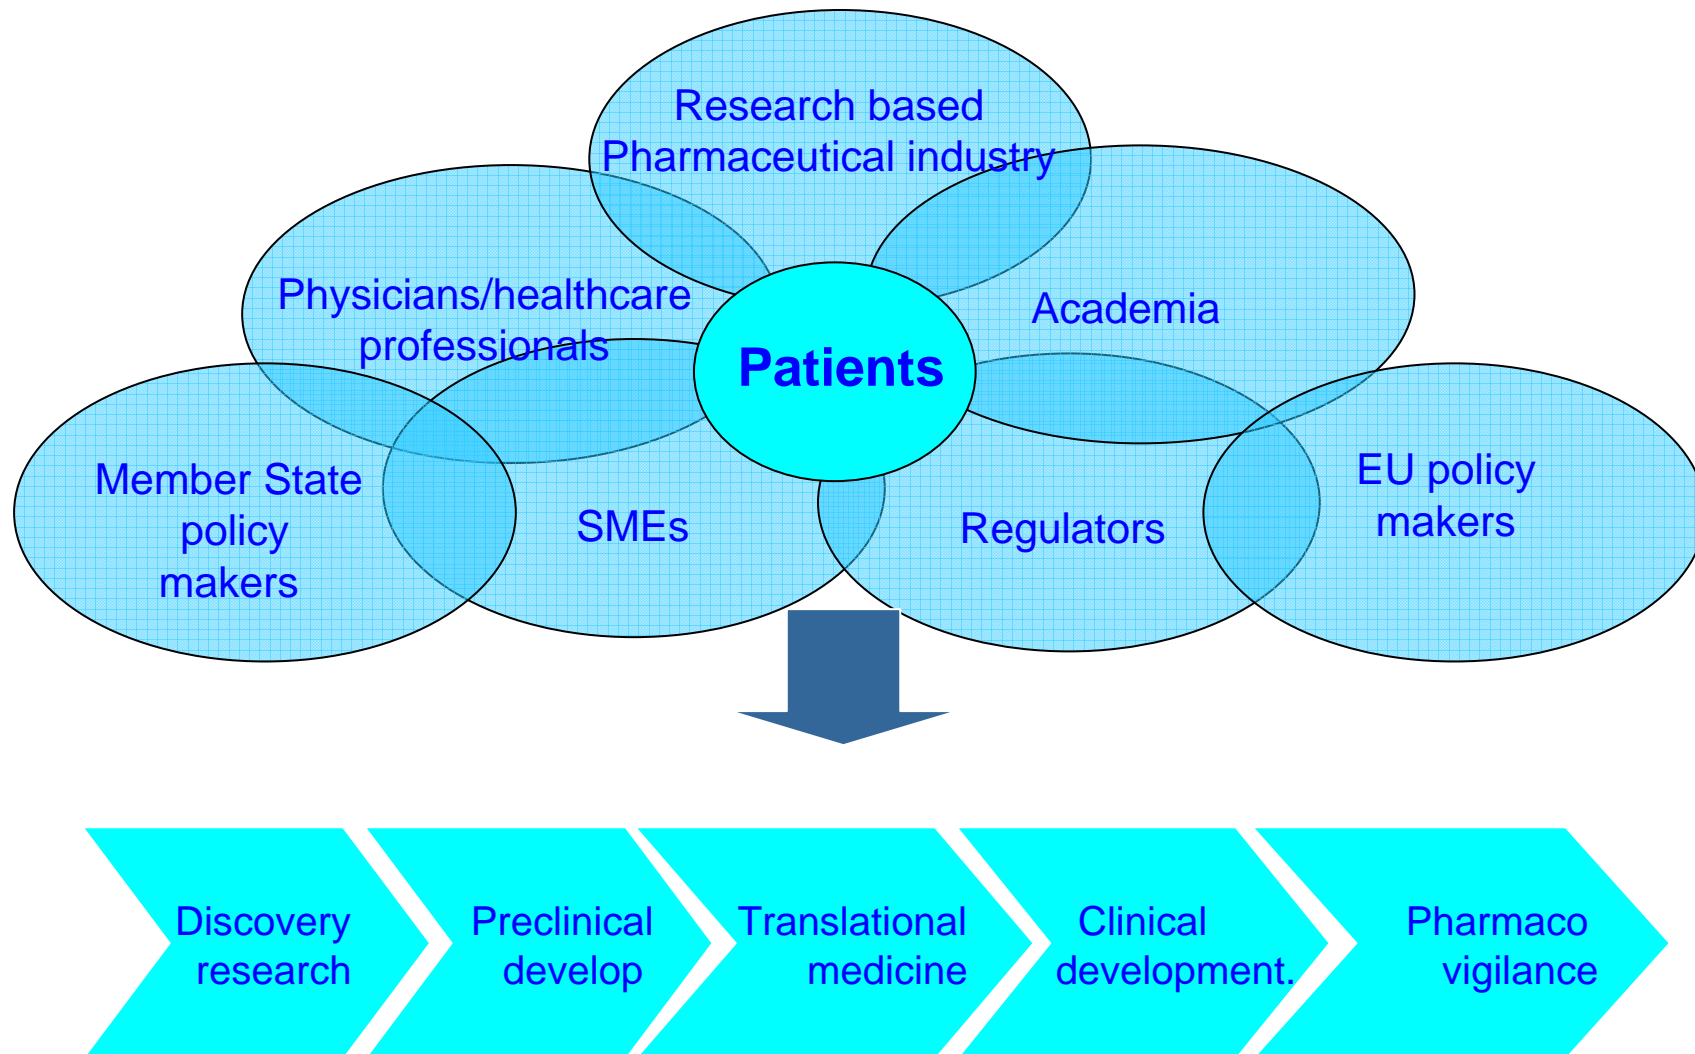 Research based
Pharmaceutical industry
Physicians/healthcare
professionals
Academia
Patients
Member State
policy
makers
SMEs
Regulators
EU policy
makers
Discovery
research
Preclinical
develop
Translational
medicine
Clinical
development.
Pharmaco
vigilance